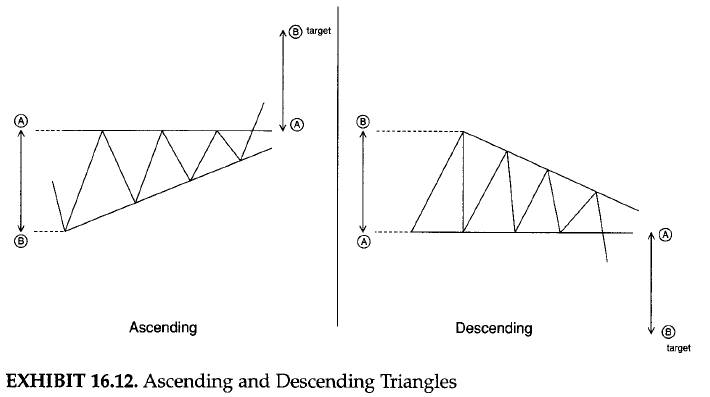 Ⓑ target
Ⓐ
Ⓐ
Ⓑ
Ascending
Ⓑ
Ⓐ
Ⓐ
Ⓑ
target
Descending
EXHIBIT 16.12. Ascending and Descending Triangles